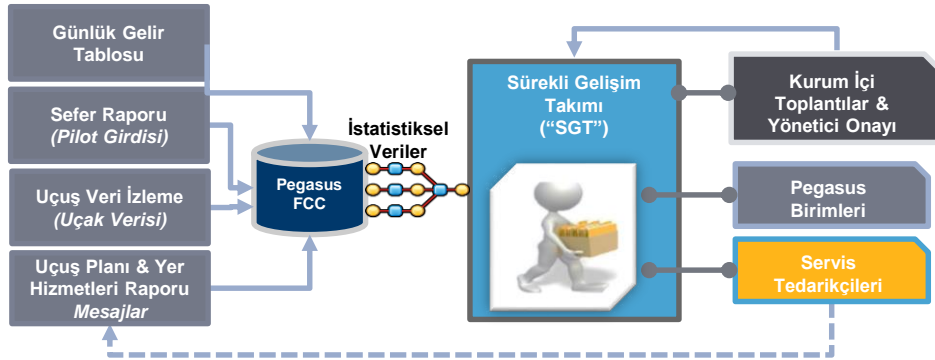 Günlük Gelir
Tablosu
Sefer Raporu
(Pilot Girdisi)
Uçuş Veri İzleme
(Uçak Verisi)
Uçuş Planı & Yer
Hizmetleri Raporu
Mesajlar
Pegasus
FCC
İstatistiksel
Veriler
Sürekli Gelişim
Takımı
(“SGT”)
Kurum İçi
Toplantılar &
Yönetici Onayı
Pegasus
Birimleri
Servis
Tedarikçileri